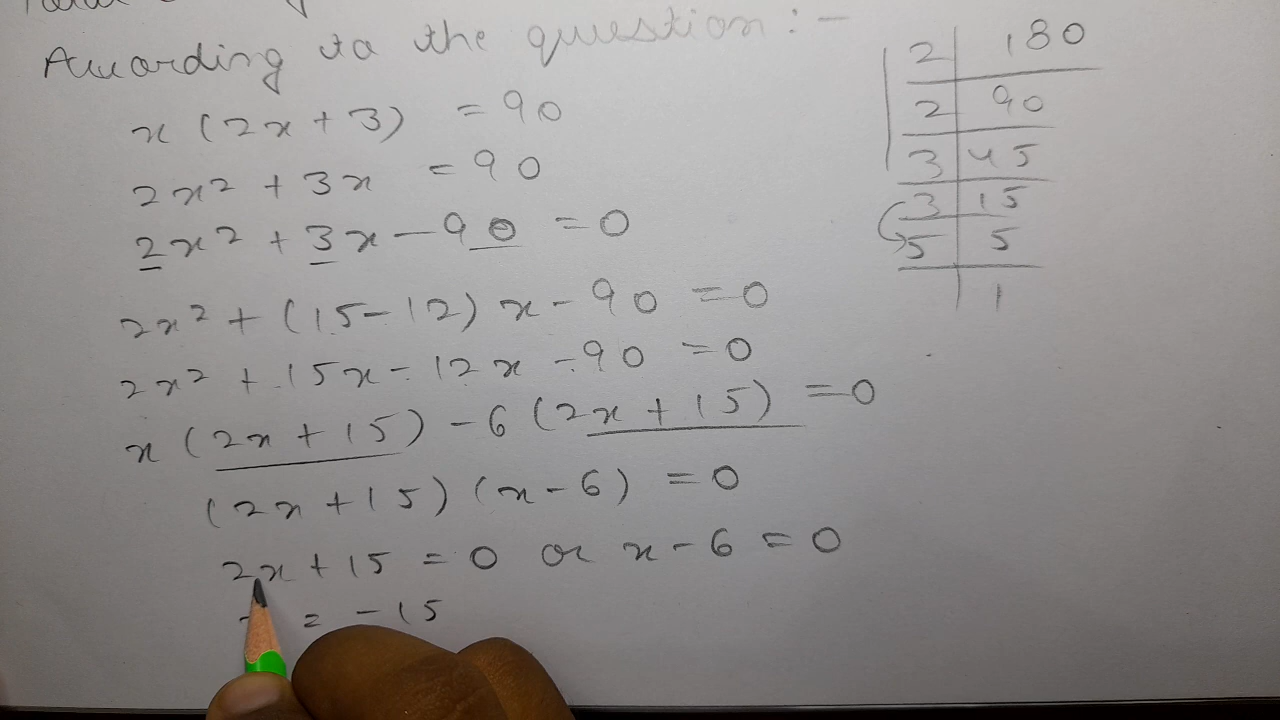 According to the question :-
x (2x + 3) = 90
2x² + 3x = 90
2x² + 3x - 90 = 0
2x² + (15 - 12) x - 90 = 0
2x² + 15x - 12x - 90 = 0
x (2x + 15) - 6 (2x + 15) = 0
(2x + 15) (x - 6) = 0
2x + 15 = 0 or x - 6 = 0
= -15
2 | 180
2 | 90
3 | 45
3 | 15
5 | 5
| 1